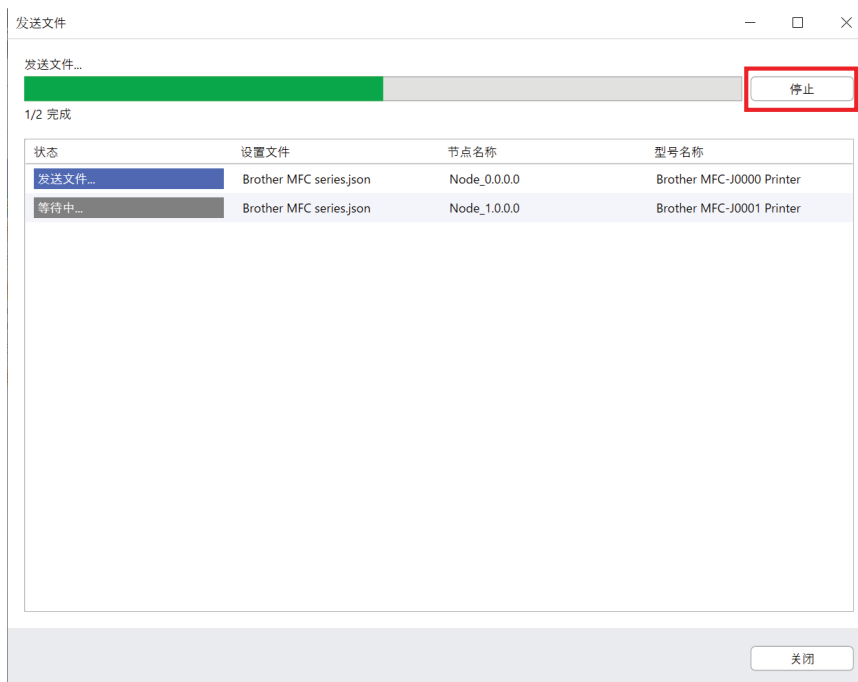 发送文件
发送文件...
停止
1/2 完成
状态 设置文件 节点名称 型号名称
发送文件... Brother MFC series.json Node_0.0.0.0 Brother MFC-J0000 Printer
等待中... Brother MFC series.json Node_1.0.0.0 Brother MFC-J0001 Printer
关闭